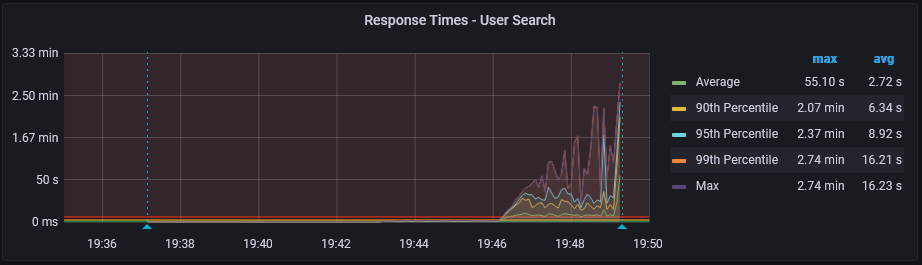 Response Times - User Search
3.33 min
2.50 min
1.67 min
50 s
0 ms
19:36 19:38 19:40 19:42 19:44 19:46 19:48 19:50
max avg
Average 55.10 s 2.72 s
90th Percentile 2.07 min 6.34 s
95th Percentile 2.37 min 8.92 s
99th Percentile 2.74 min 16.21 s
Max 2.74 min 16.23 s